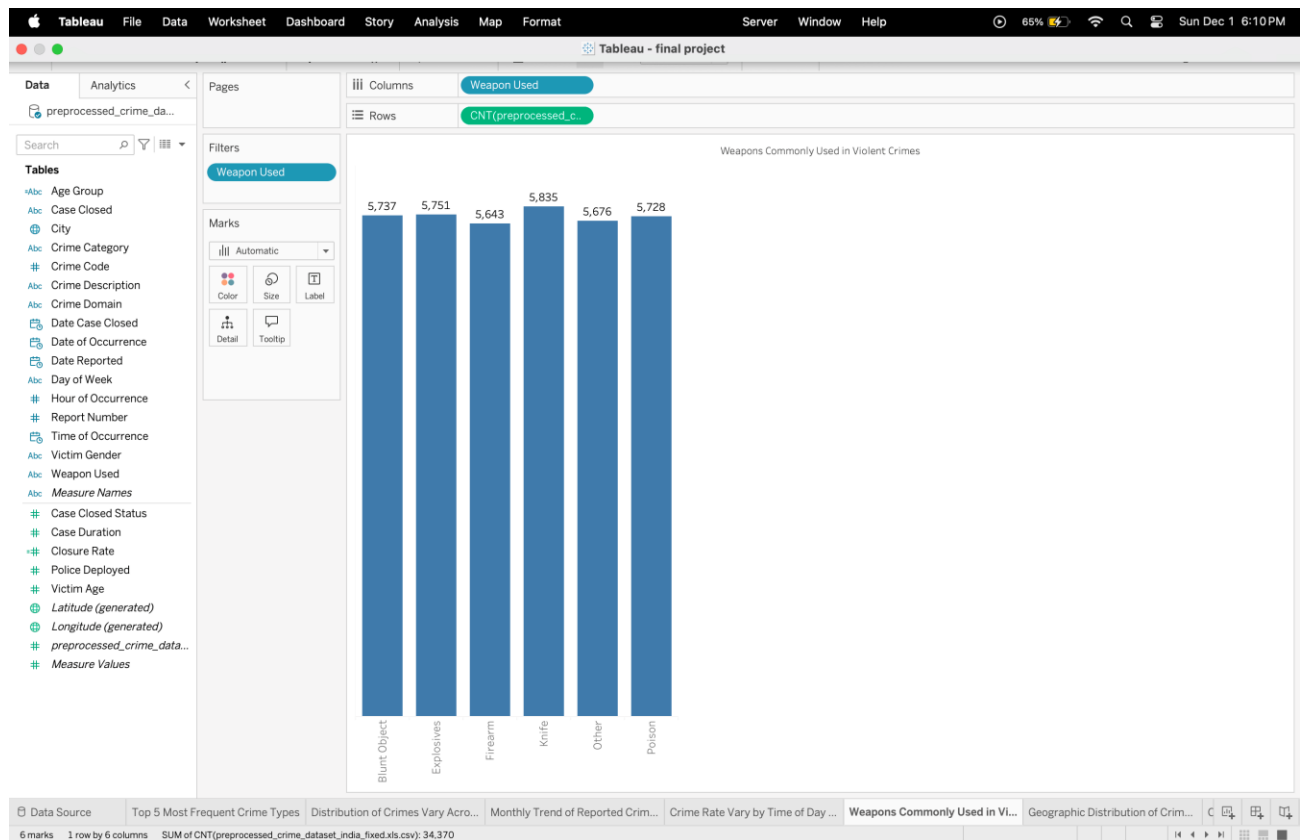 Tableau File Data Worksheet Dashboard Story Analysis Map Format Server Window Help 65% Sun Dec 1 6:10 PM
Tableau - final project
Data Analytics
preprocessed_crime_da...
Search
Tables
Abc Age Group
Abc Case Closed
City
Abc Crime Category
# Crime Code
Abc Crime Description
Abc Crime Domain
Date Case Closed
Date of Occurrence
Date Reported
Abc Day of Week
# Hour of Occurrence
# Report Number
Time of Occurrence
Abc Victim Gender
Abc Weapon Used
Abc Measure Names
# Case Closed Status
# Case Duration
=# Closure Rate
# Police Deployed
# Victim Age
Latitude (generated)
Longitude (generated)
# preprocessed_crime_data...
# Measure Values
Pages
Filters
Weapon Used
Marks
Automatic
Color Size Label
Detail Tooltip
Columns Weapon Used
Rows CNT(preprocessed_c..
Weapons Commonly Used in Violent Crimes
5,737 5,751 5,643 5,835 5,676 5,728
Blunt Object
Explosives
Firearm
Knife
Other
Poison
Data Source Top 5 Most Frequent Crime Types Distribution of Crimes Vary Acro... Monthly Trend of Reported Crim... Crime Rate Vary by Time of Day ... Weapons Commonly Used in Vi... Geographic Distribution of Crim... C
6 marks 1 row by 6 columns SUM of CNT(preprocessed_crime_dataset_india_fixed.xls.csv): 34,370